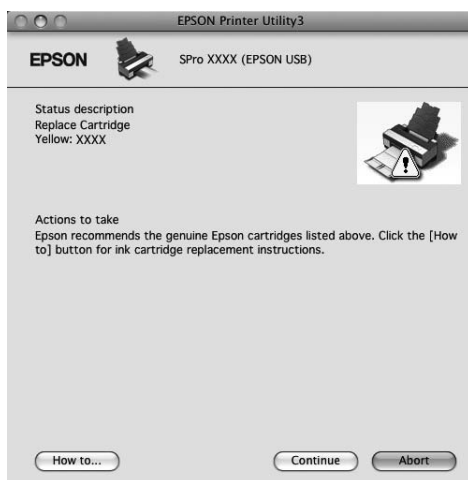 EPSON Printer Utility3
EPSON
SPro XXXX (EPSON USB)
Status description
Replace Cartridge
Yellow: XXXX
Actions to take
Epson recommends the genuine Epson cartridges listed above. Click the [How
to] button for ink cartridge replacement instructions.
How to...
Continue
Abort